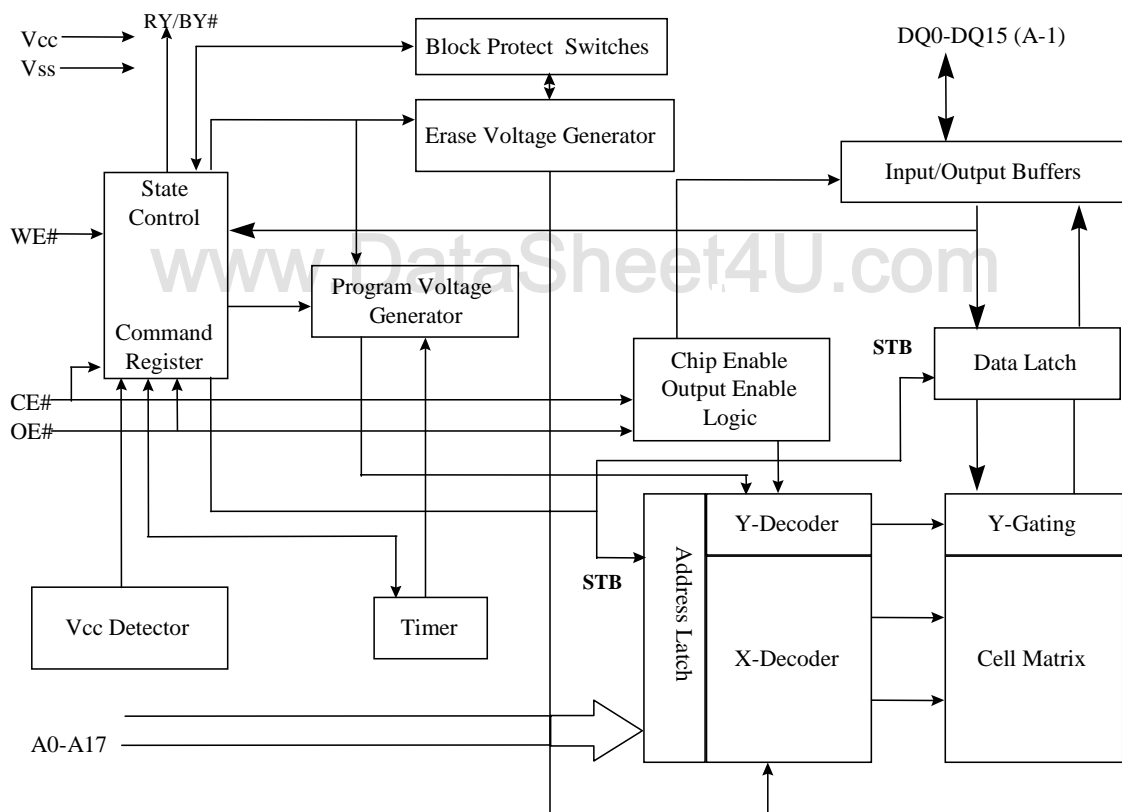 RY/BY#
Vcc
Vss
Block Protect Switches
DQ0-DQ15 (A-1)
Erase Voltage Generator
Input/Output Buffers
State
Control
WE#
www.DataSheet4U.com
Program Voltage
Generator
Command
Register
STB
Chip Enable
Output Enable
Logic
Data Latch
CE#
OE#
Y-Decoder
Y-Gating
Address Latch
STB
Vcc Detector
Timer
X-Decoder
Cell Matrix
A0-A17